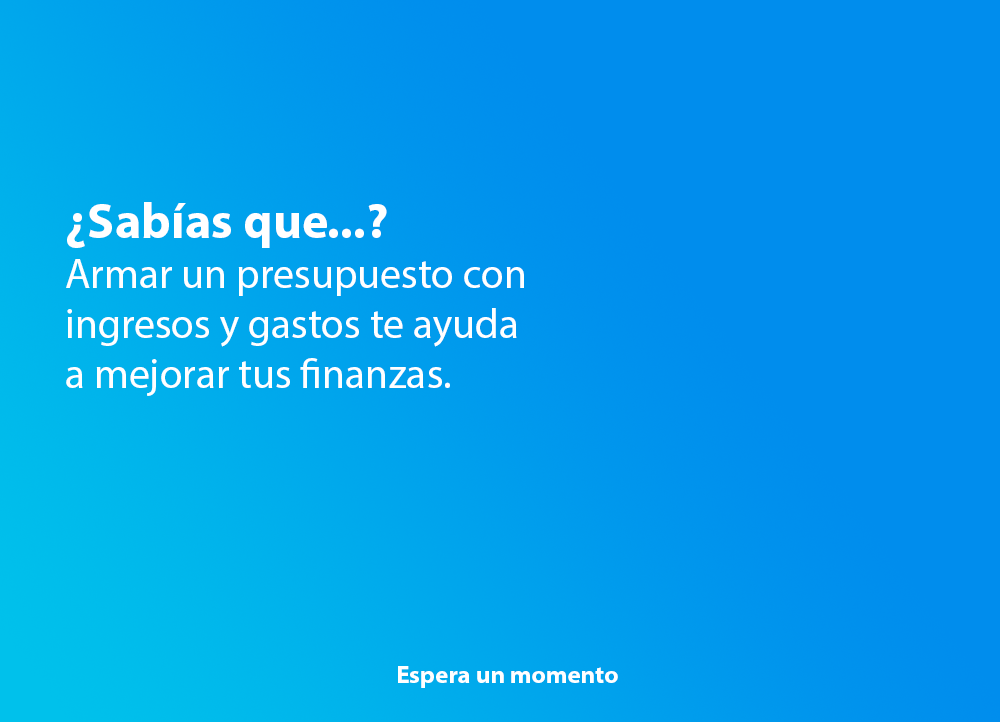 ¿Sabías que...?
Armar un presupuesto con
ingresos y gastos te ayuda
a mejorar tus finanzas.
Espera un momento